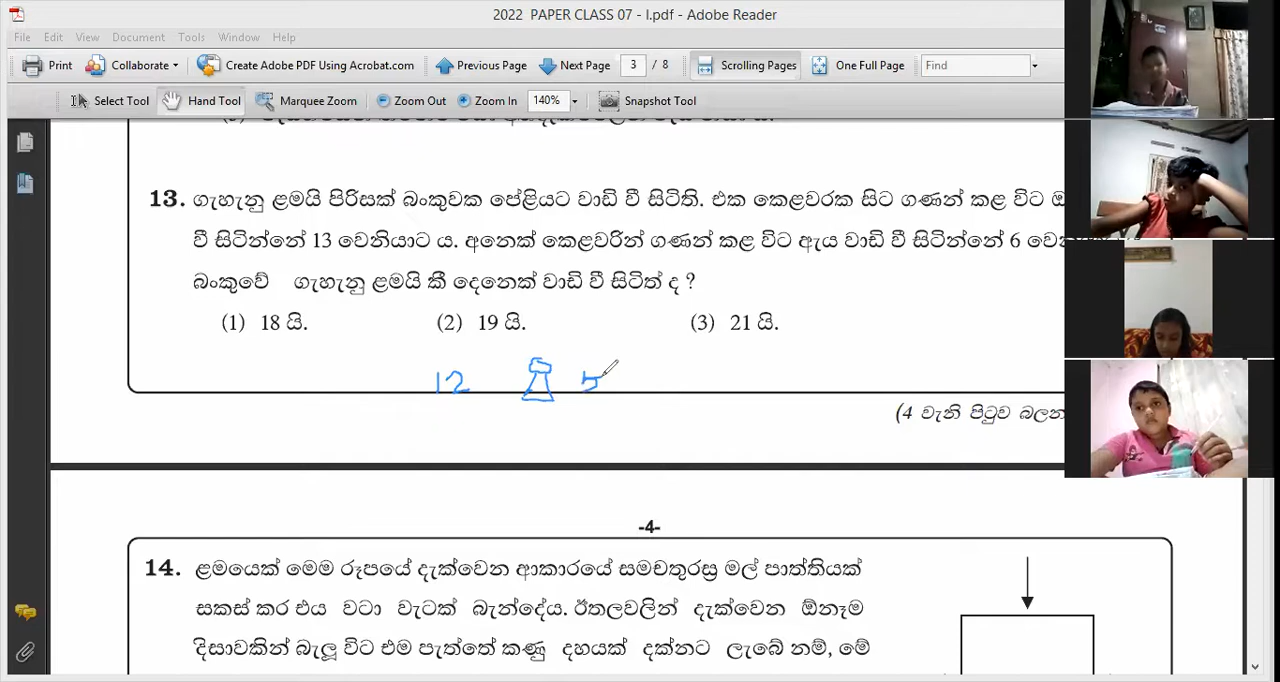 2022 PAPER CLASS 07 - I.pdf - Adobe Reader
File Edit View Document Tools Window Help
Print Collaborate Create Adobe PDF Using Acrobat.com Previous Page Next Page 3 / 8 Scrolling Pages One Full Page Find
Select Tool Hand Tool Marquee Zoom Zoom Out Zoom In 140% Snapshot Tool
13. ගැහැනු ළමයි පිරිසක් බංකුවක පේළියට වාඩි වී සිටිති. එක කෙළවරක සිට ගණන් කළ විට
වී සිටින්නේ 13 වෙනියාට ය. අනෙක් කෙළවරින් ගණන් කළ විට ඇය වාඩි වී සිටින්නේ 6
බංකුවේ ගැහැනු ළමයි කී දෙනෙක් වාඩි වී සිටිත් ද ?
(1) 18 යි. (2) 19 යි. (3) 21 යි.
12 5
(4 වැනි පිටුව බලන්
-4-
14. ළමයෙක් මෙම රූපයේ දැක්වෙන ආකාරයේ සමචතුරස්‍ර මල් පාත්තියක්
සකස් කර එය වටා වැටක් බැන්දේය. ඊතලවලින් දැක්වෙන ඕනෑම
දිසාවකින් බැලූ විට එම පැත්තේ කණු දහයක් දක්නට ලැබේ නම්, මේ